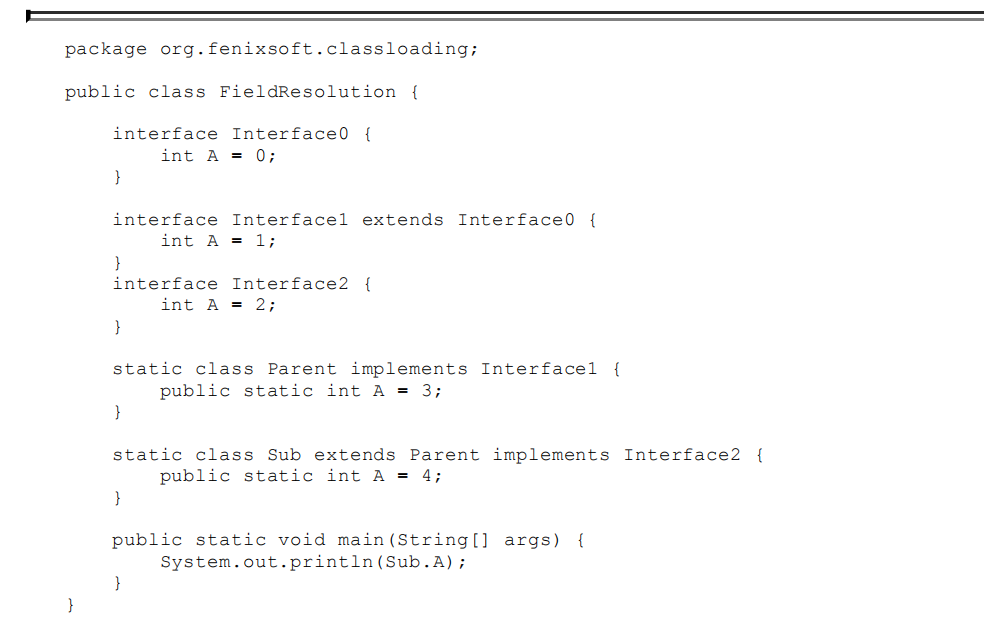 package org.fenixsoft.classloading;
public class FieldResolution {
    interface Interface0 {
        int A = 0;
    }
    interface Interface1 extends Interface0 {
        int A = 1;
    }
    interface Interface2 {
        int A = 2;
    }
    static class Parent implements Interface1 {
        public static int A = 3;
    }
    static class Sub extends Parent implements Interface2 {
        public static int A = 4;
    }
    public static void main(String[] args) {
        System.out.println(Sub.A);
    }
}